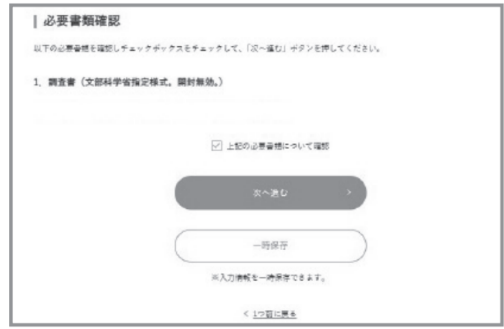 必要書類確認
以下の必要書類を確認しチェックボックスをチェックして、「次へ進む」ボタンを押してください。
1、調査書(文部科学省指定様式。開封無効。)
上記の必要書類について確認
次へ進む >
一時保存
※入力情報を一時保存できます。
< 1つ前に戻る